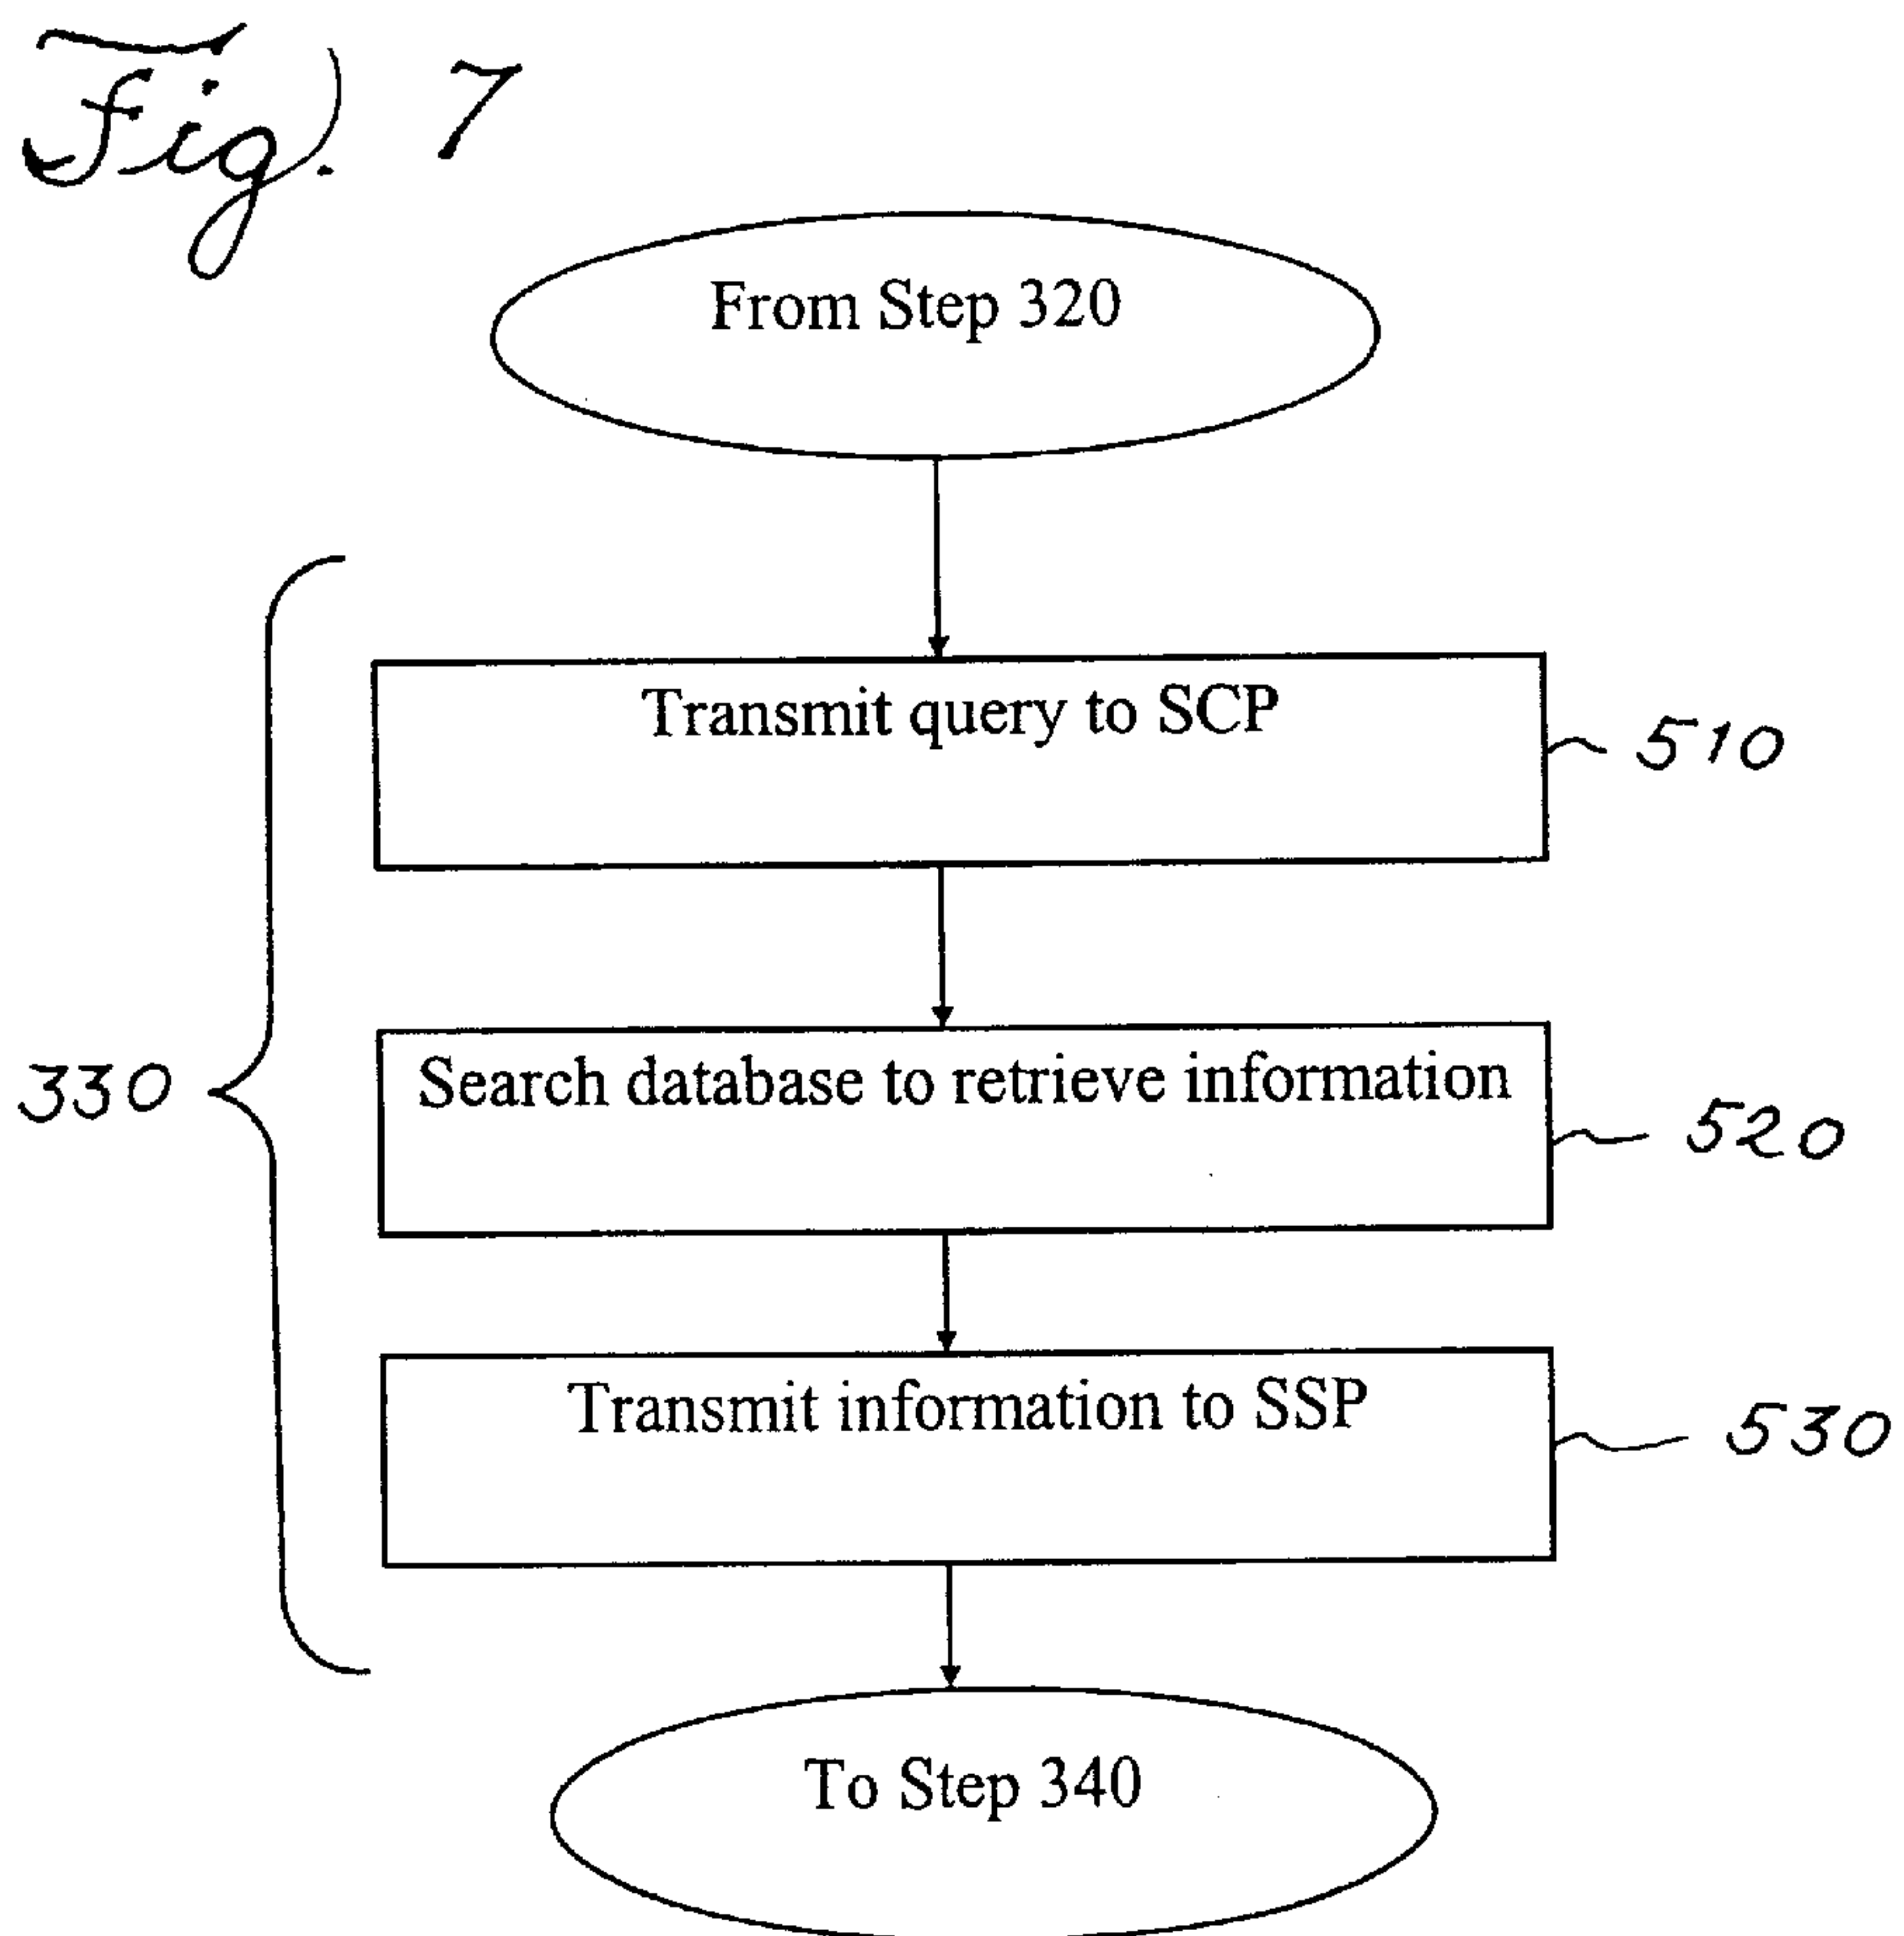 Fig. 7
From Step 320
Transmit query to SCP
510
Search database to retrieve information
330
520
Transmit information to SSP
530
To Step 340